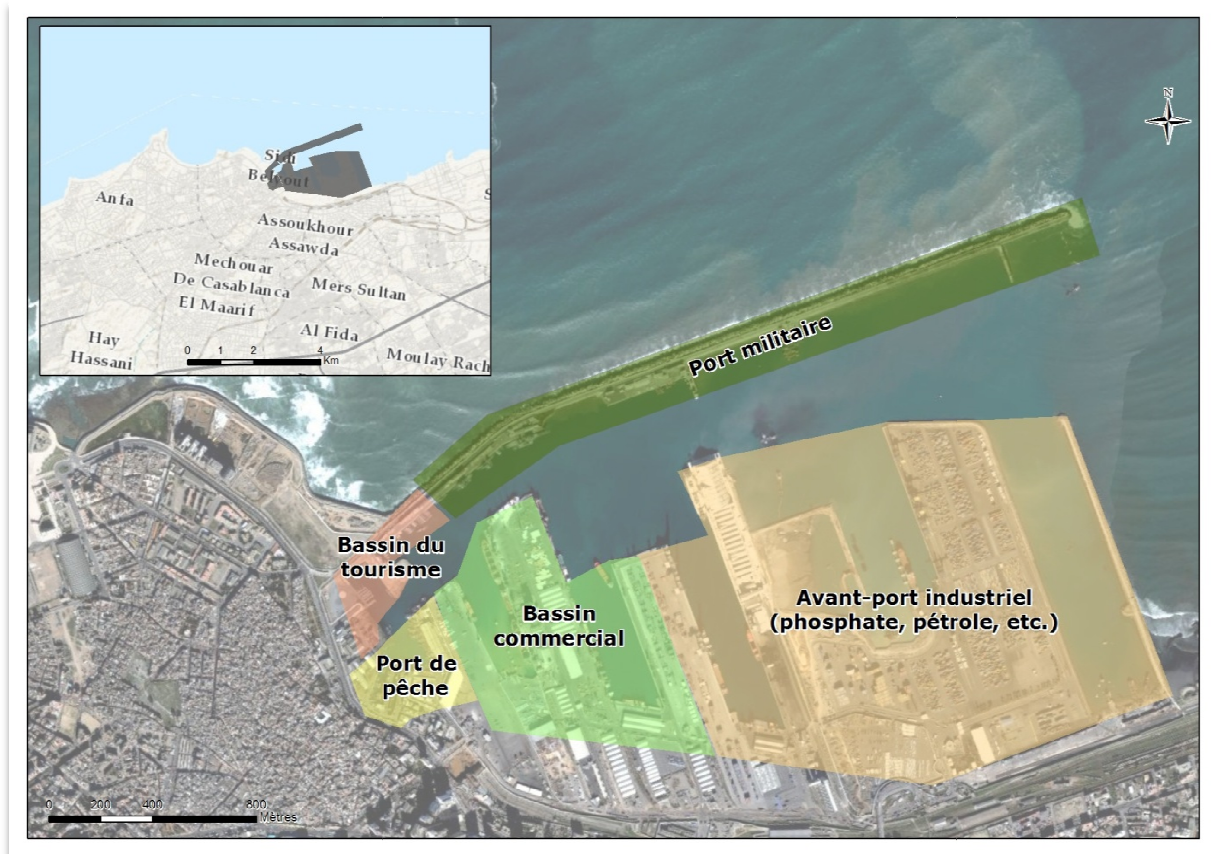 Sidi
Belyout
Anfa
S
Assoukhour
Assawda
Mechouar
De Casablanca
El Maarif
Mers Sultan
Al Fida
Hay
Hassani
Moulay Rach
0 1 2 4
Km
N
Port militaire
Bassin du
tourisme
Bassin
commercial
Avant-port industriel
(phosphate, pétrole, etc.)
Port de
pêche
0 200 400 800
Mètres